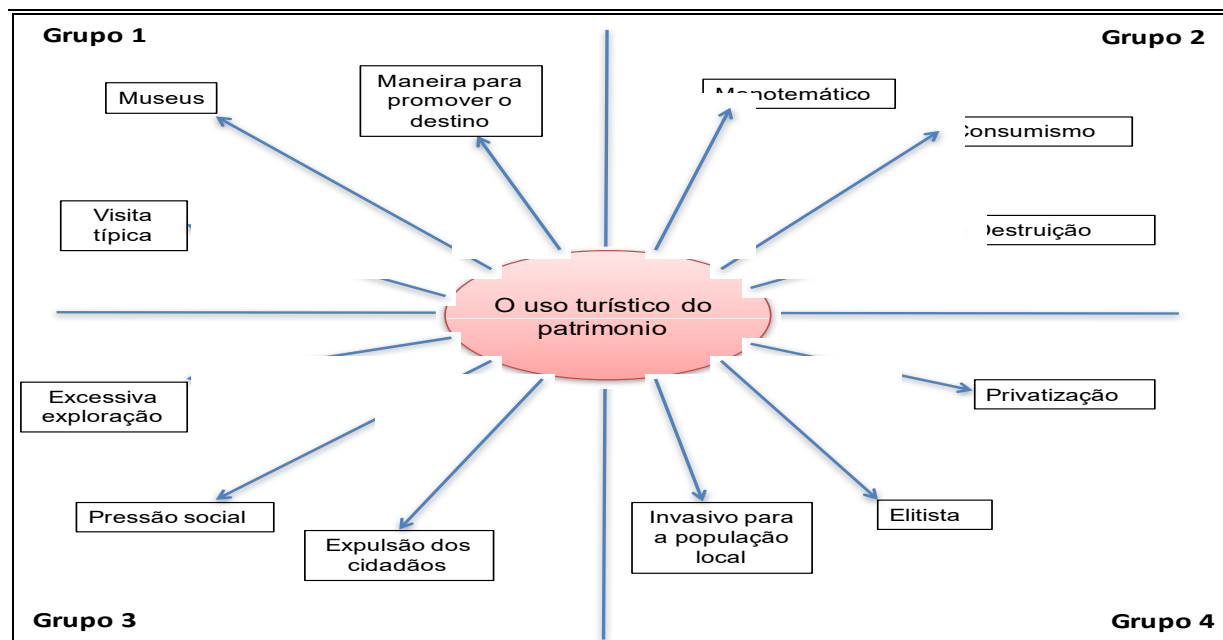 Grupo 1
Grupo 2
Museus
Maneira para
promover o
destino
Monotemático
Consumismo
Visita
típica
Destruição
O uso turístico do
patrimonio
Excessiva
exploração
Privatização
Pressão social
Expulsão dos
cidadãos
Invasivo para
a população
local
Elitista
Grupo 3
Grupo 4